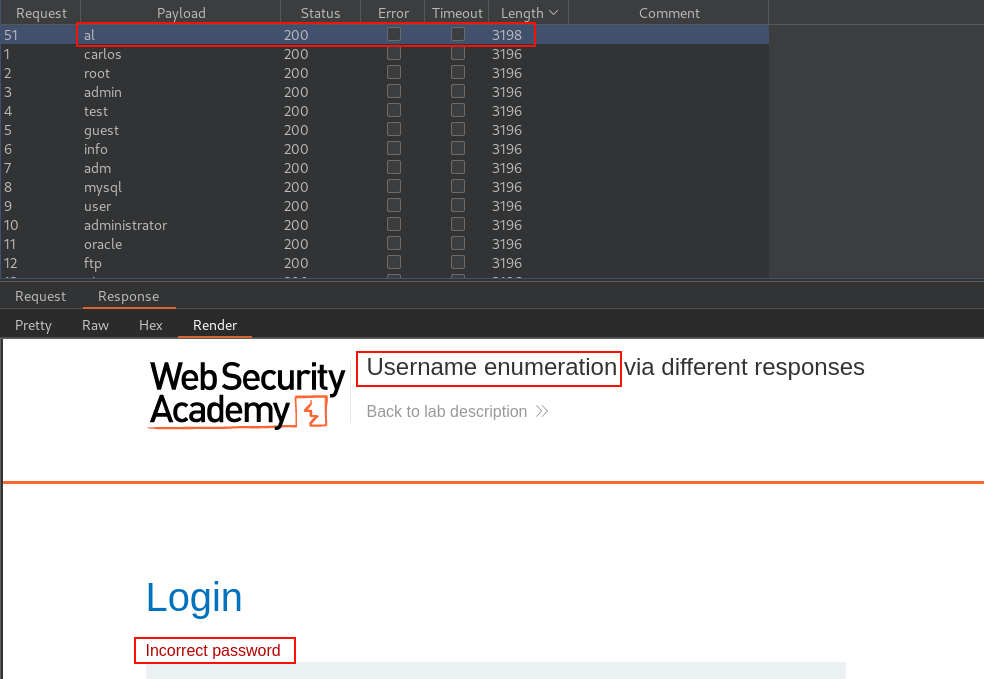 Request Payload Status Error Timeout Length Comment
51 al 200 3198
1 carlos 200 3196
2 root 200 3196
3 admin 200 3196
4 test 200 3196
5 guest 200 3196
6 info 200 3196
7 adm 200 3196
8 mysql 200 3196
9 user 200 3196
10 administrator 200 3196
11 oracle 200 3196
12 ftp 200 3196
Request Response
Pretty Raw Hex Render
Web Security
Academy
Username enumeration via different responses
Back to lab description
Login
Incorrect password